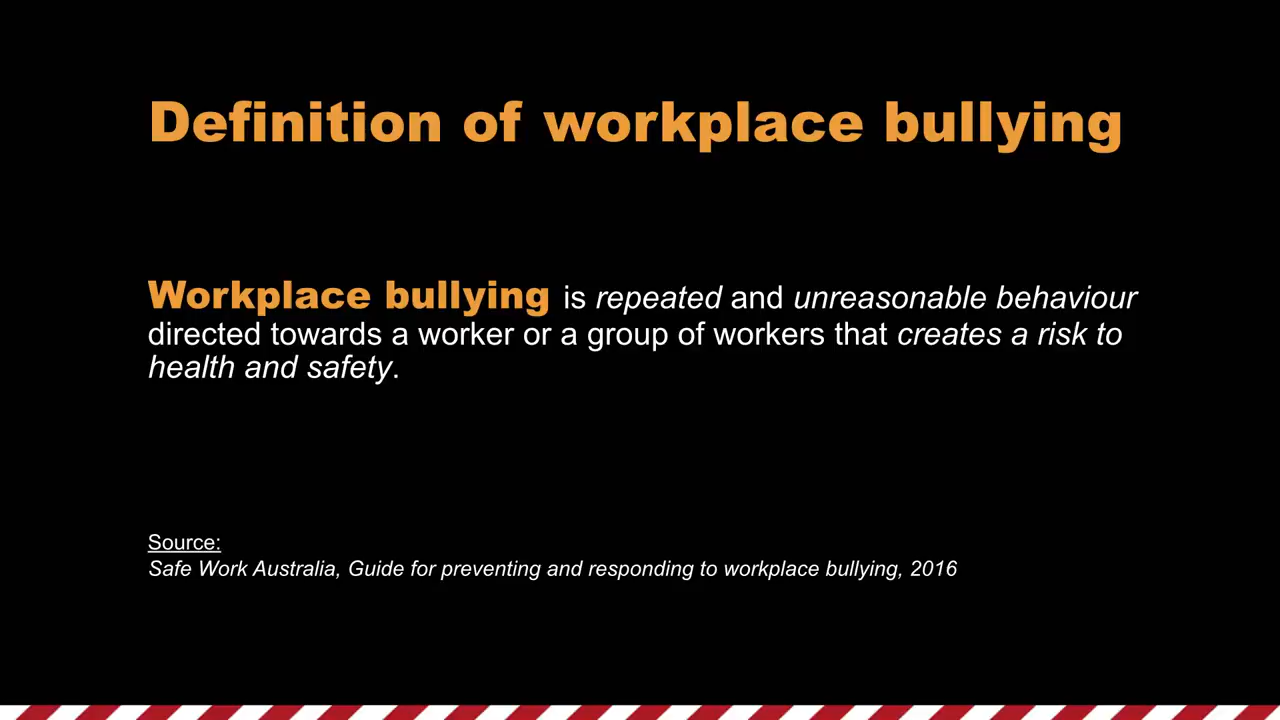 Definition of workplace bullying
Workplace bullying is repeated and unreasonable behaviour
directed towards a worker or a group of workers that creates a risk to
health and safety.
Source:
Safe Work Australia, Guide for preventing and responding to workplace bullying, 2016